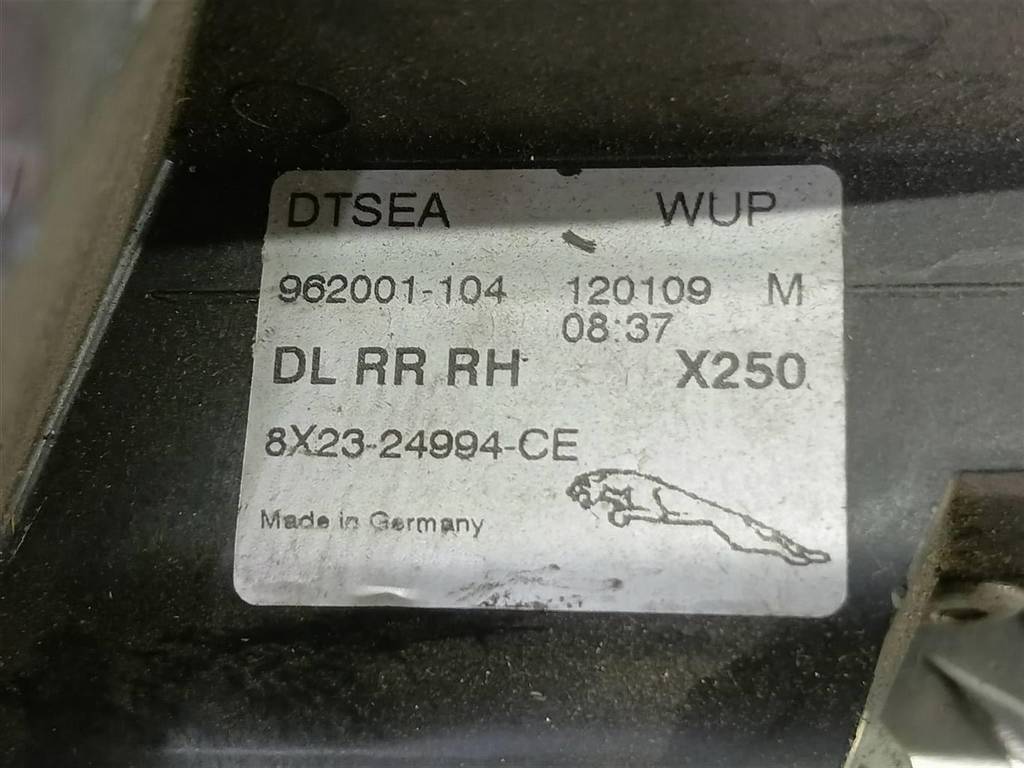 DTSEA WUP
962001-104 120109 M
08:37
DL RR RH X250
8X23-24994-CE
Made in Germany